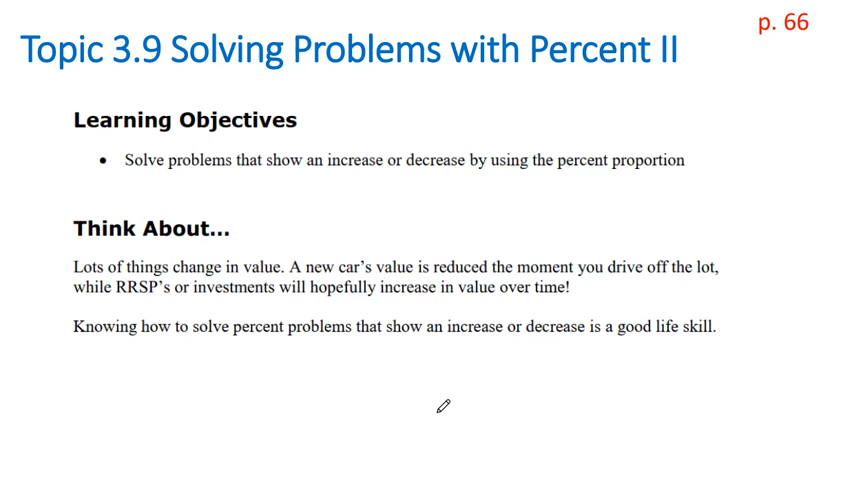 p. 66
Topic 3.9 Solving Problems with Percent II
Learning Objectives
• Solve problems that show an increase or decrease by using the percent proportion
Think About...
Lots of things change in value. A new car’s value is reduced the moment you drive off the lot,
while RRSP’s or investments will hopefully increase in value over time!
Knowing how to solve percent problems that show an increase or decrease is a good life skill.